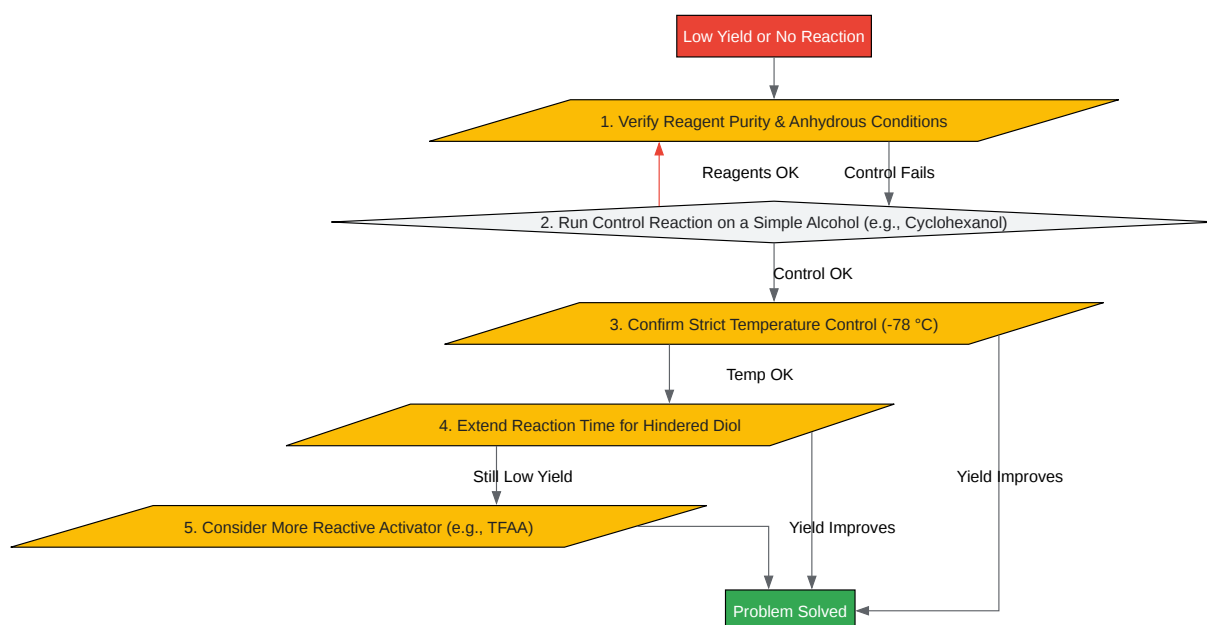 Low Yield or No Reaction
1. Verify Reagent Purity & Anhydrous Conditions
Reagents OK
Control Fails
2. Run Control Reaction on a Simple Alcohol (e.g., Cyclohexanol)
Control OK
3. Confirm Strict Temperature Control (-78 °C)
Temp OK
4. Extend Reaction Time for Hindered Diol
Still Low Yield
Yield Improves
5. Consider More Reactive Activator (e.g., TFAA)
Yield Improves
Problem Solved